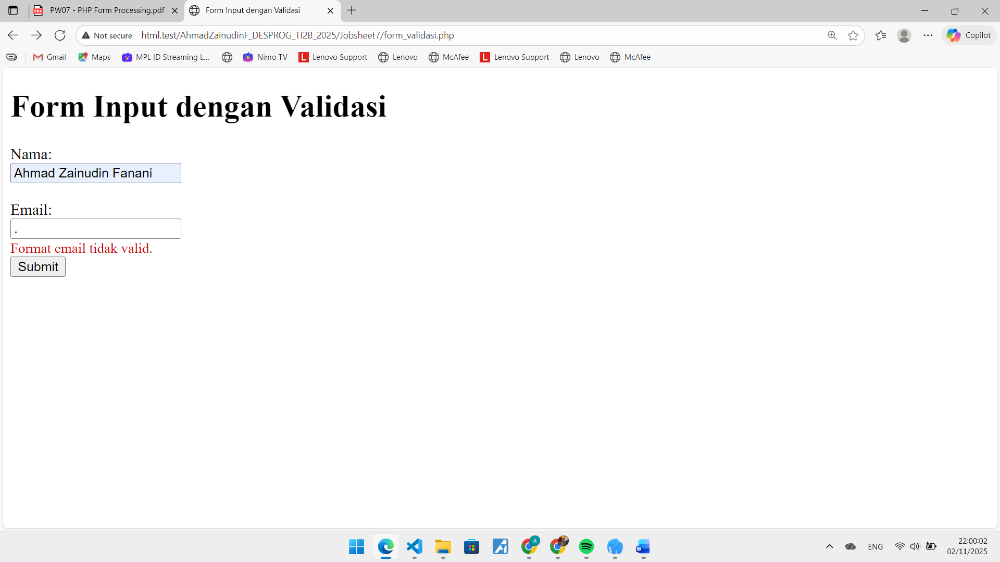 PW07 - PHP Form Processing.pdf
Form Input dengan Validasi
Not secure
html.test/AhmadZainudinF_DESPROG_TI2B_2025/Jobsheet7/form_validasi.php
Copilot
Gmail
Maps
MPL ID Streaming L...
Nimo TV
Lenovo Support
Lenovo
McAfee
Lenovo Support
Lenovo
McAfee
Form Input dengan Validasi
Nama:
Ahmad Zainudin Fanani
Email:
.
Format email tidak valid.
Submit
ENG
22:00:02
02/11/2025